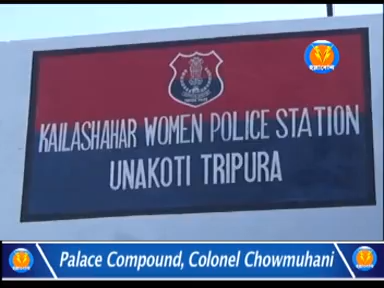 KAILASHAHAR WOMEN POLICE STATION
UNAKOTI TRIPURA
Palace Compound, Colonel Chowmuhani